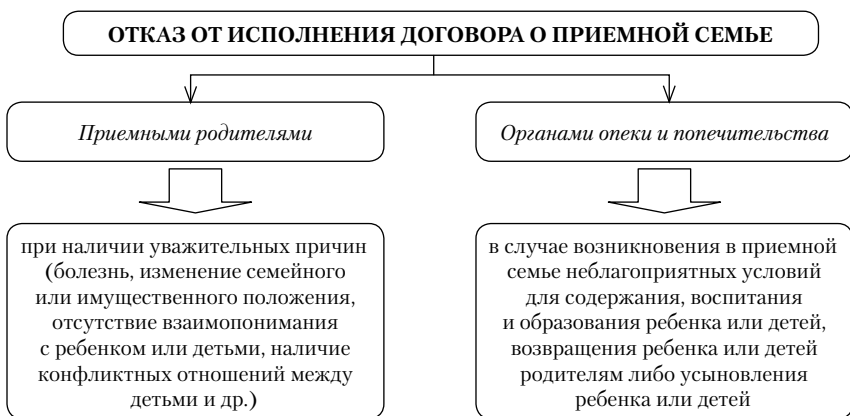 ОТКАЗ ОТ ИСПОЛНЕНИЯ ДОГОВОРА О ПРИЕМНОЙ СЕМЬЕ
Приемными родителями
Органами опеки и попечительства
при наличии уважительных причин
(болезнь, изменение семейного
или имущественного положения,
отсутствие взаимопонимания
с ребенком или детьми, наличие
конфликтных отношений между
детьми и др.)
в случае возникновения в приемной
семье неблагоприятных условий
для содержания, воспитания
и образования ребенка или детей,
возвращения ребенка или детей
родителям либо усыновления
ребенка или детей